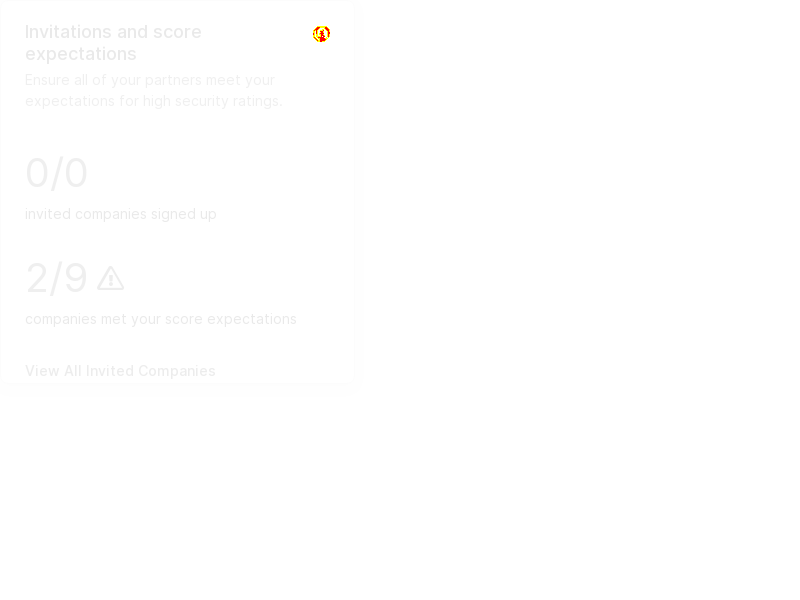 Invitations and score
expectations
Ensure all of your partners meet your
expectations for high security ratings.
0/0
invited companies signed up
2/9
companies met your score expectations
View All Invited Companies